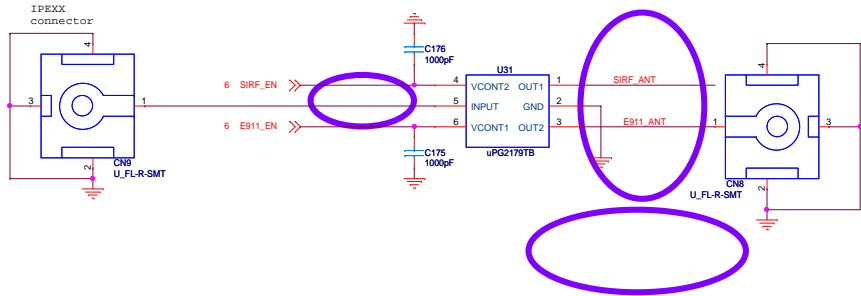 IPEXX
connector
4
3
1
2
CN9
U_FL-R-SMT
6 SIRF_EN
6 E911_EN
C176
1000pF
C175
1000pF
U31
4 VCONT2 OUT1 1
5 INPUT GND 2
6 VCONT1 OUT2 3
uPG2179TB
SIRF_ANT
E911_ANT
4
1
3
2
CN8
U_FL-R-SMT